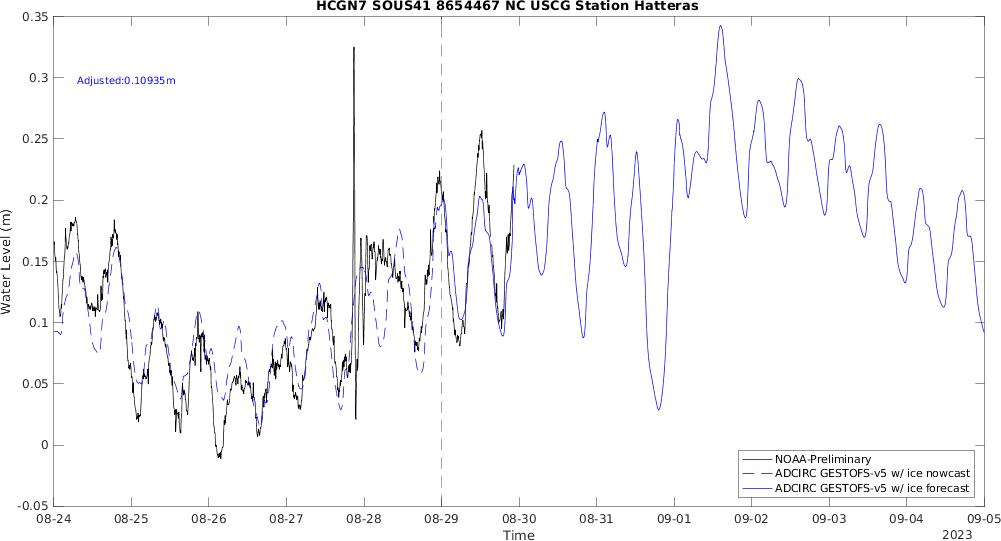 HCGN7 SOUS41 8654467 NC USCG Station Hatteras
0.35
0.3
0.25
0.2
0.15
0.1
0.05
0
-0.05
Water Level (m)
Adjusted:0.10935m
NOAA-Preliminary
ADCIRC GESTOFS-v5 w/ ice nowcast
ADCIRC GESTOFS-v5 w/ ice forecast
08-24 08-25 08-26 08-27 08-28 08-29 08-30 08-31 09-01 09-02 09-03 09-04 09-05
Time
2023